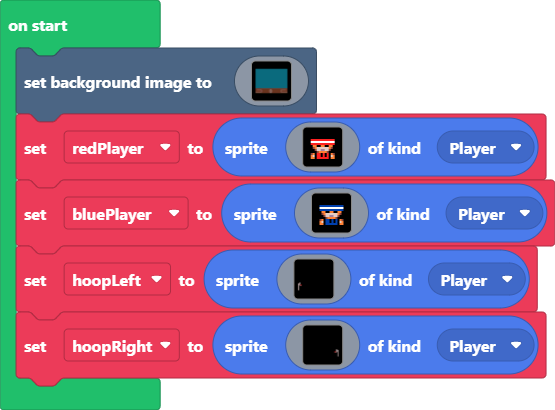 on start
set background image to
set redPlayer to sprite of kind Player
set bluePlayer to sprite of kind Player
set hoopLeft to sprite of kind Player
set hoopRight to sprite of kind Player